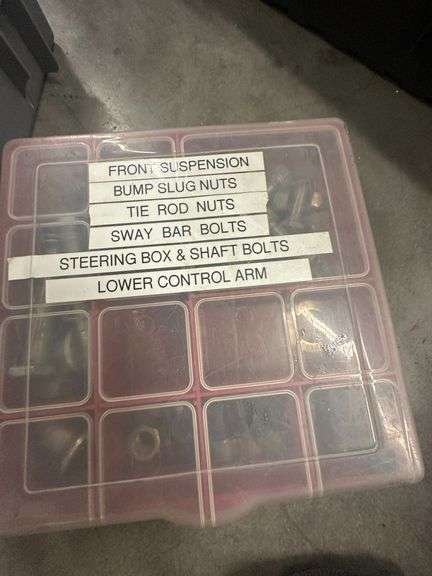 FRONT SUSPENSION
BUMP SLUG NUTS
TIE ROD NUTS
SWAY BAR BOLTS
STEERING BOX & SHAFT BOLTS
LOWER CONTROL ARM